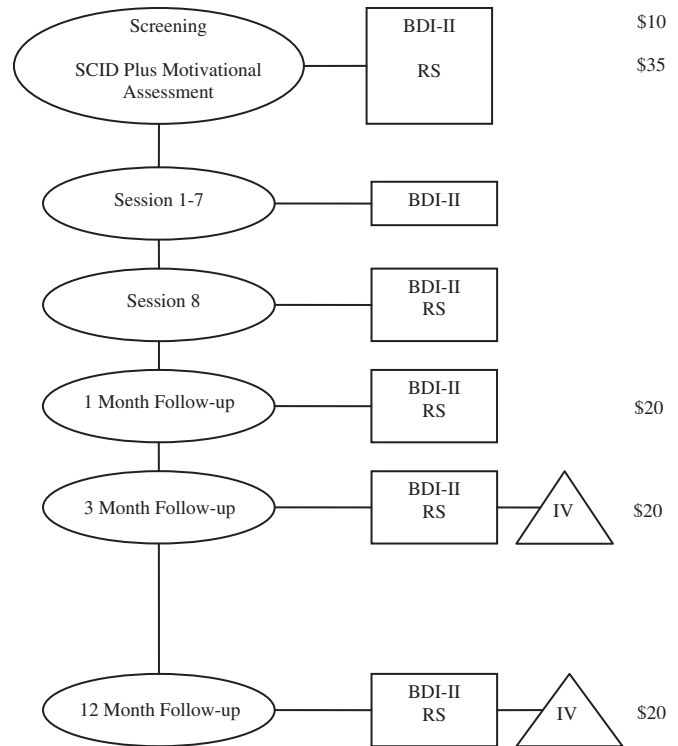 Screening
BDI-II
$10
SCID Plus Motivational
Assessment
RS
$35
Session 1-7
BDI-II
Session 8
BDI-II
RS
1 Month Follow-up
BDI-II
RS
$20
3 Month Follow-up
BDI-II
RS
IV
$20
12 Month Follow-up
BDI-II
RS
IV
$20